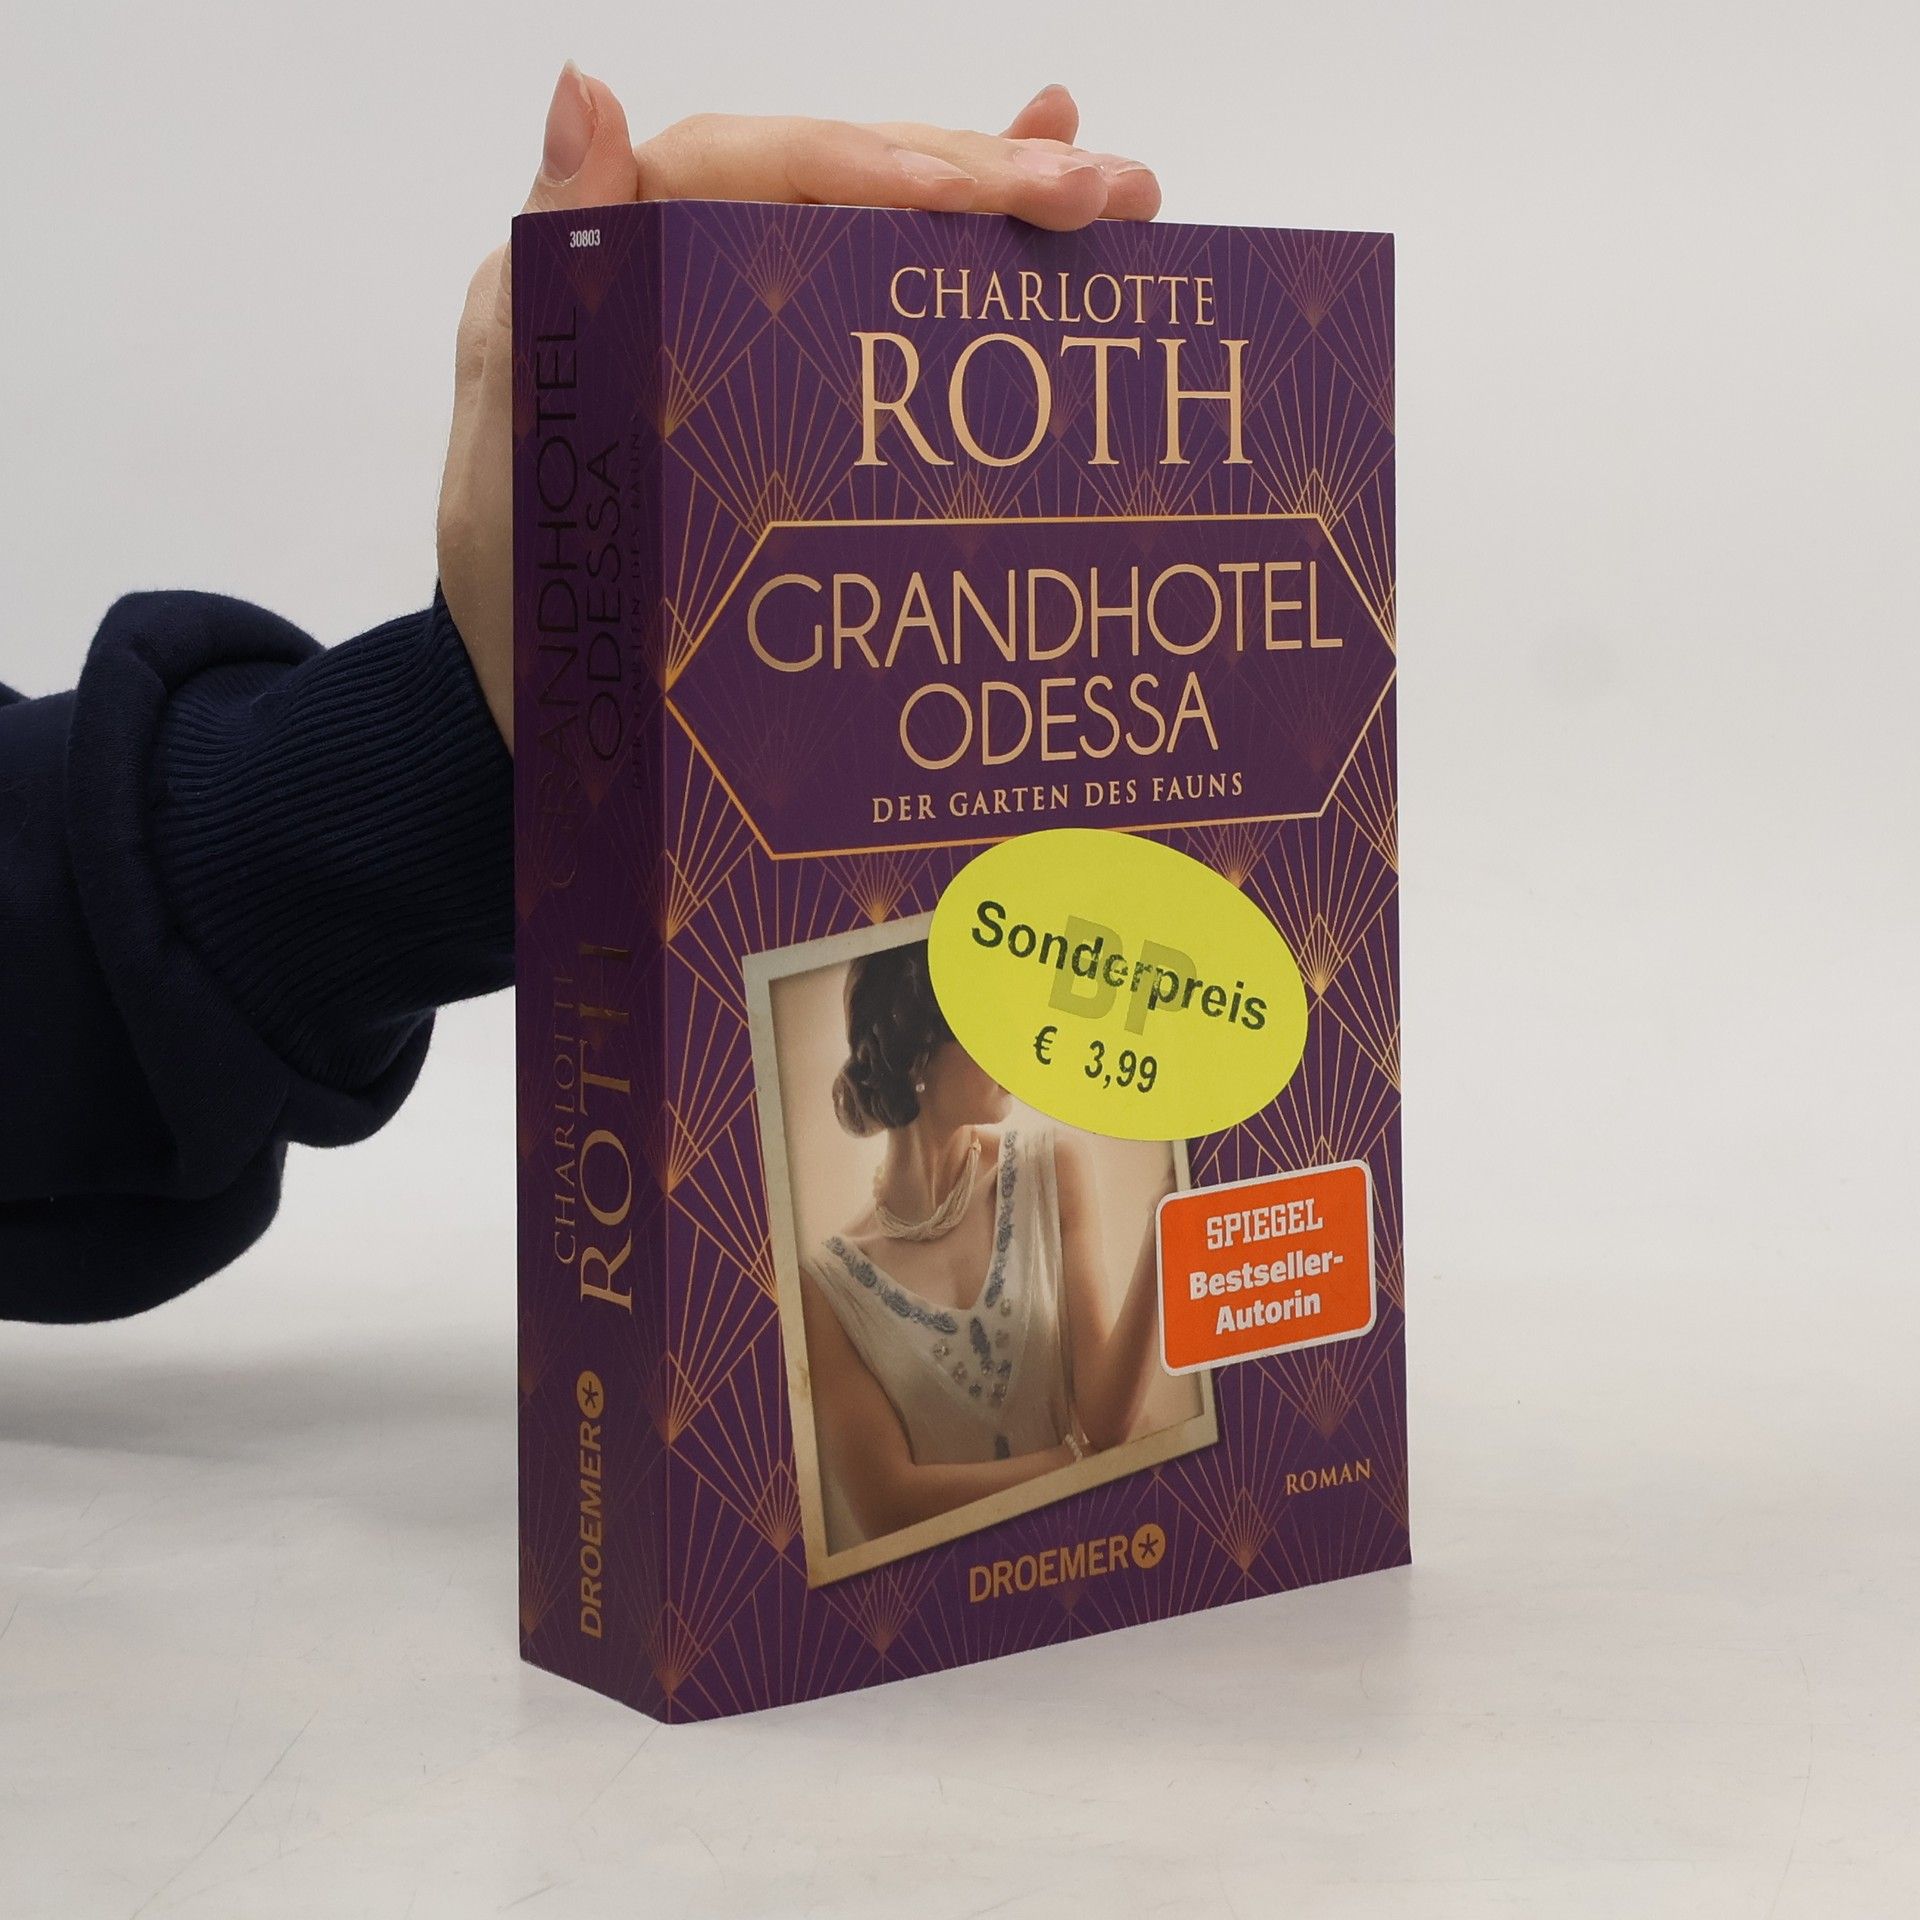 30803
GRANDHOTEL
ODESSA
DER GARTEN DES FAUNS
CHARLOTTE
ROTH
DROEMER
CHARLOTTE
ROTH
GRANDHOTEL
ODESSA
DER GARTEN DES FAUNS
BP
Sonderpreis
€ 3,99
SPIEGEL
Bestseller-
Autorin
ROMAN
DROEMER